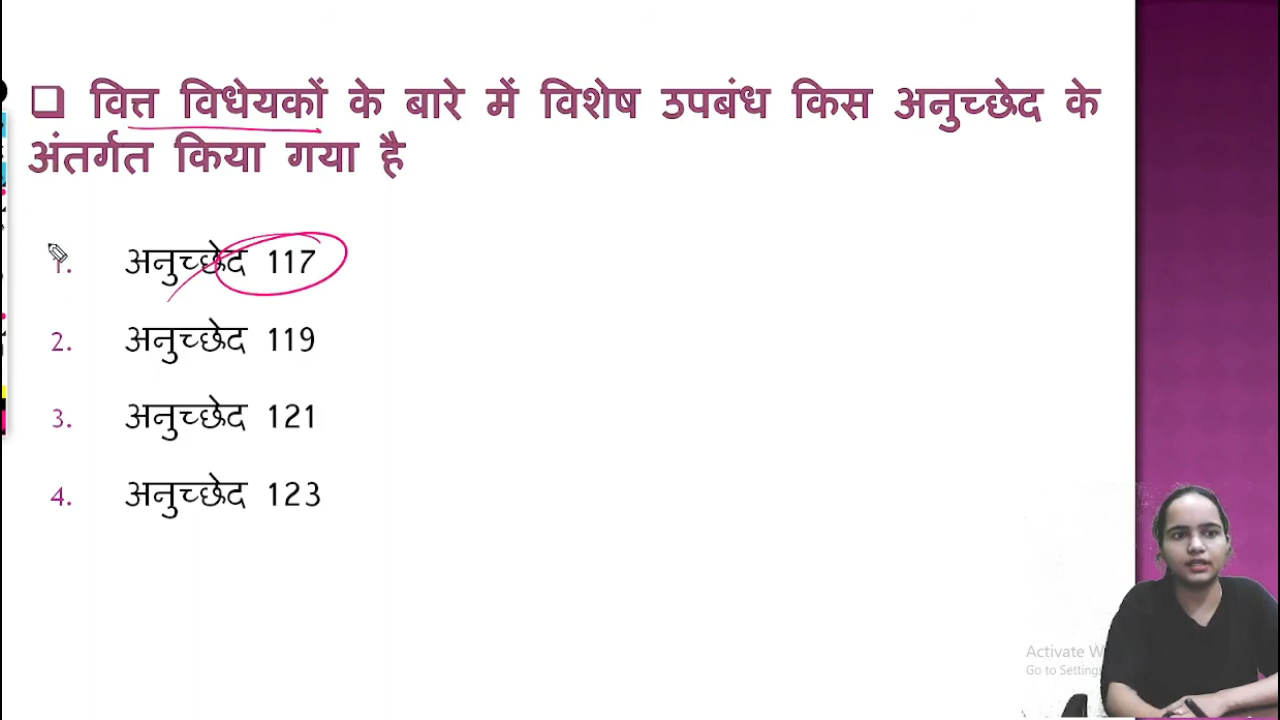 ❑ वित्त विधेयकों के बारे में विशेष उपबंध किस अनुच्छेद के
अंतर्गत किया गया है
1. अनुच्छेद 117
2. अनुच्छेद 119
3. अनुच्छेद 121
4. अनुच्छेद 123
Activate W
Go to Setting